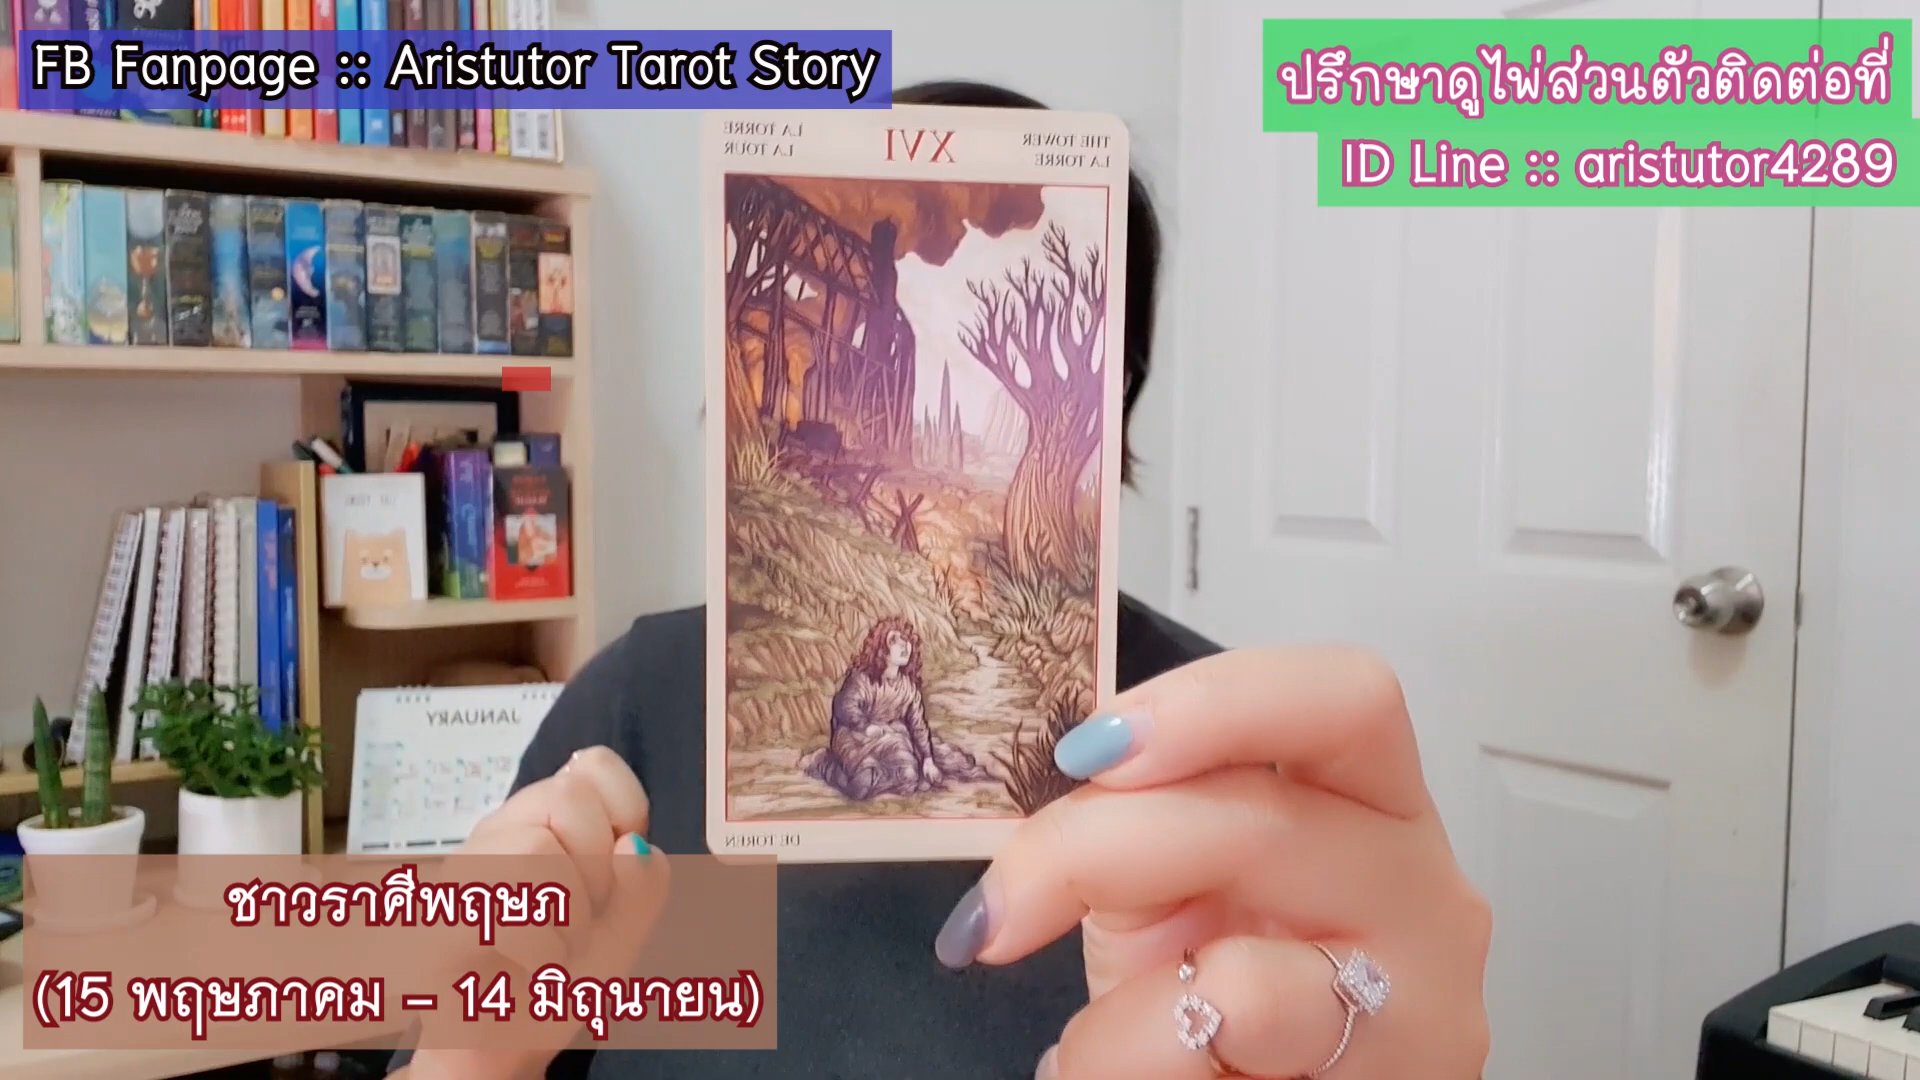 FB Fanpage :: Aristutor Tarot Story
ปรึกษาดูไพ่ส่วนตัวติดต่อที่
ID Line :: aristutor4289
LA TORRE
LA TOUR
XVI
THE TOWER
LA TORRE
DE TOREN
JANUARY
ชาวราศีพฤษภ
(15 พฤษภาคม – 14 มิถุนายน)